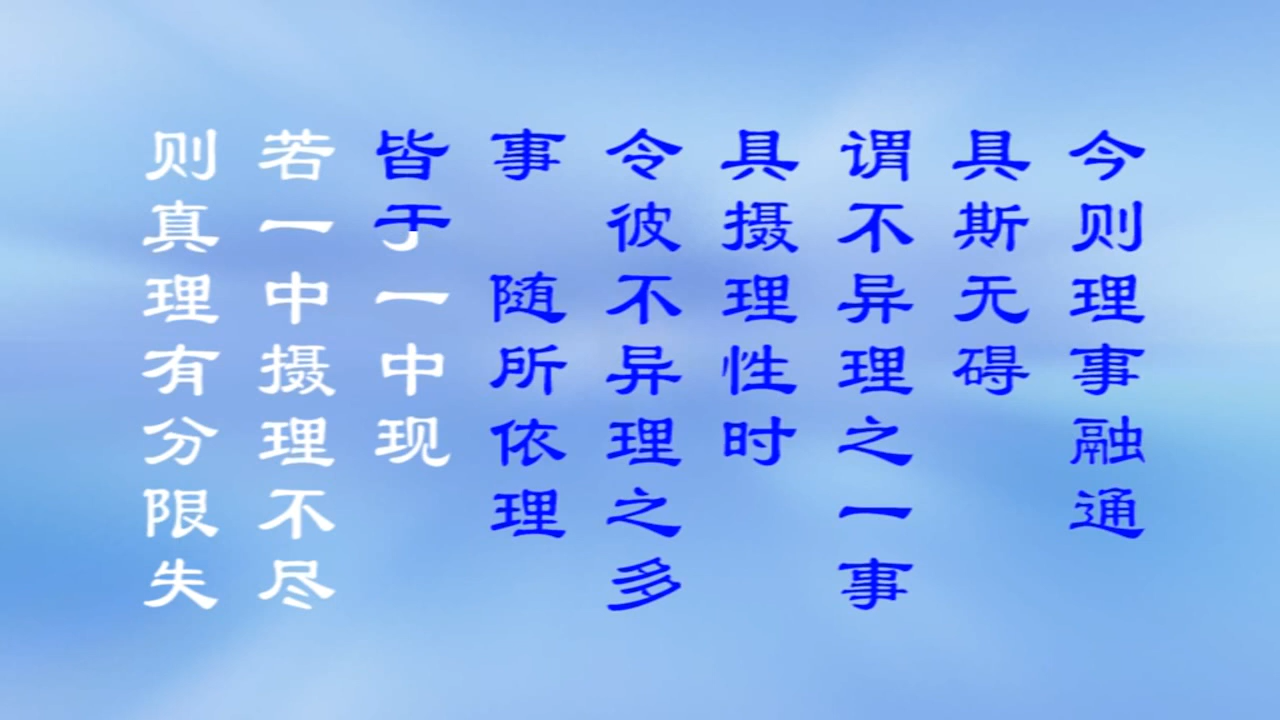 今则理事融通
具斯无碍
谓不异理之一事
具摄理性时
令彼不异理之多
事 随所依理
皆于一中现
若一中摄理不尽
则真理有分限失